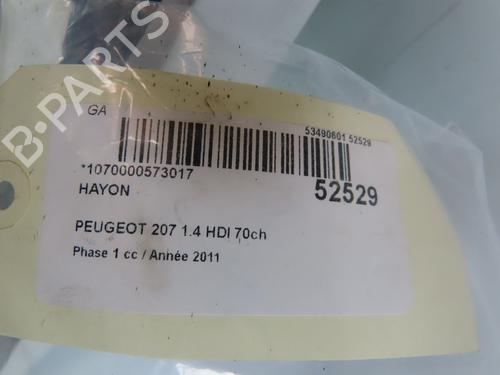 B-PARTS
GA
53490601 52529
*1070000573017
HAYON
52529
PEUGEOT 207 1.4 HDI 70ch
Phase 1 cc / Année 2011